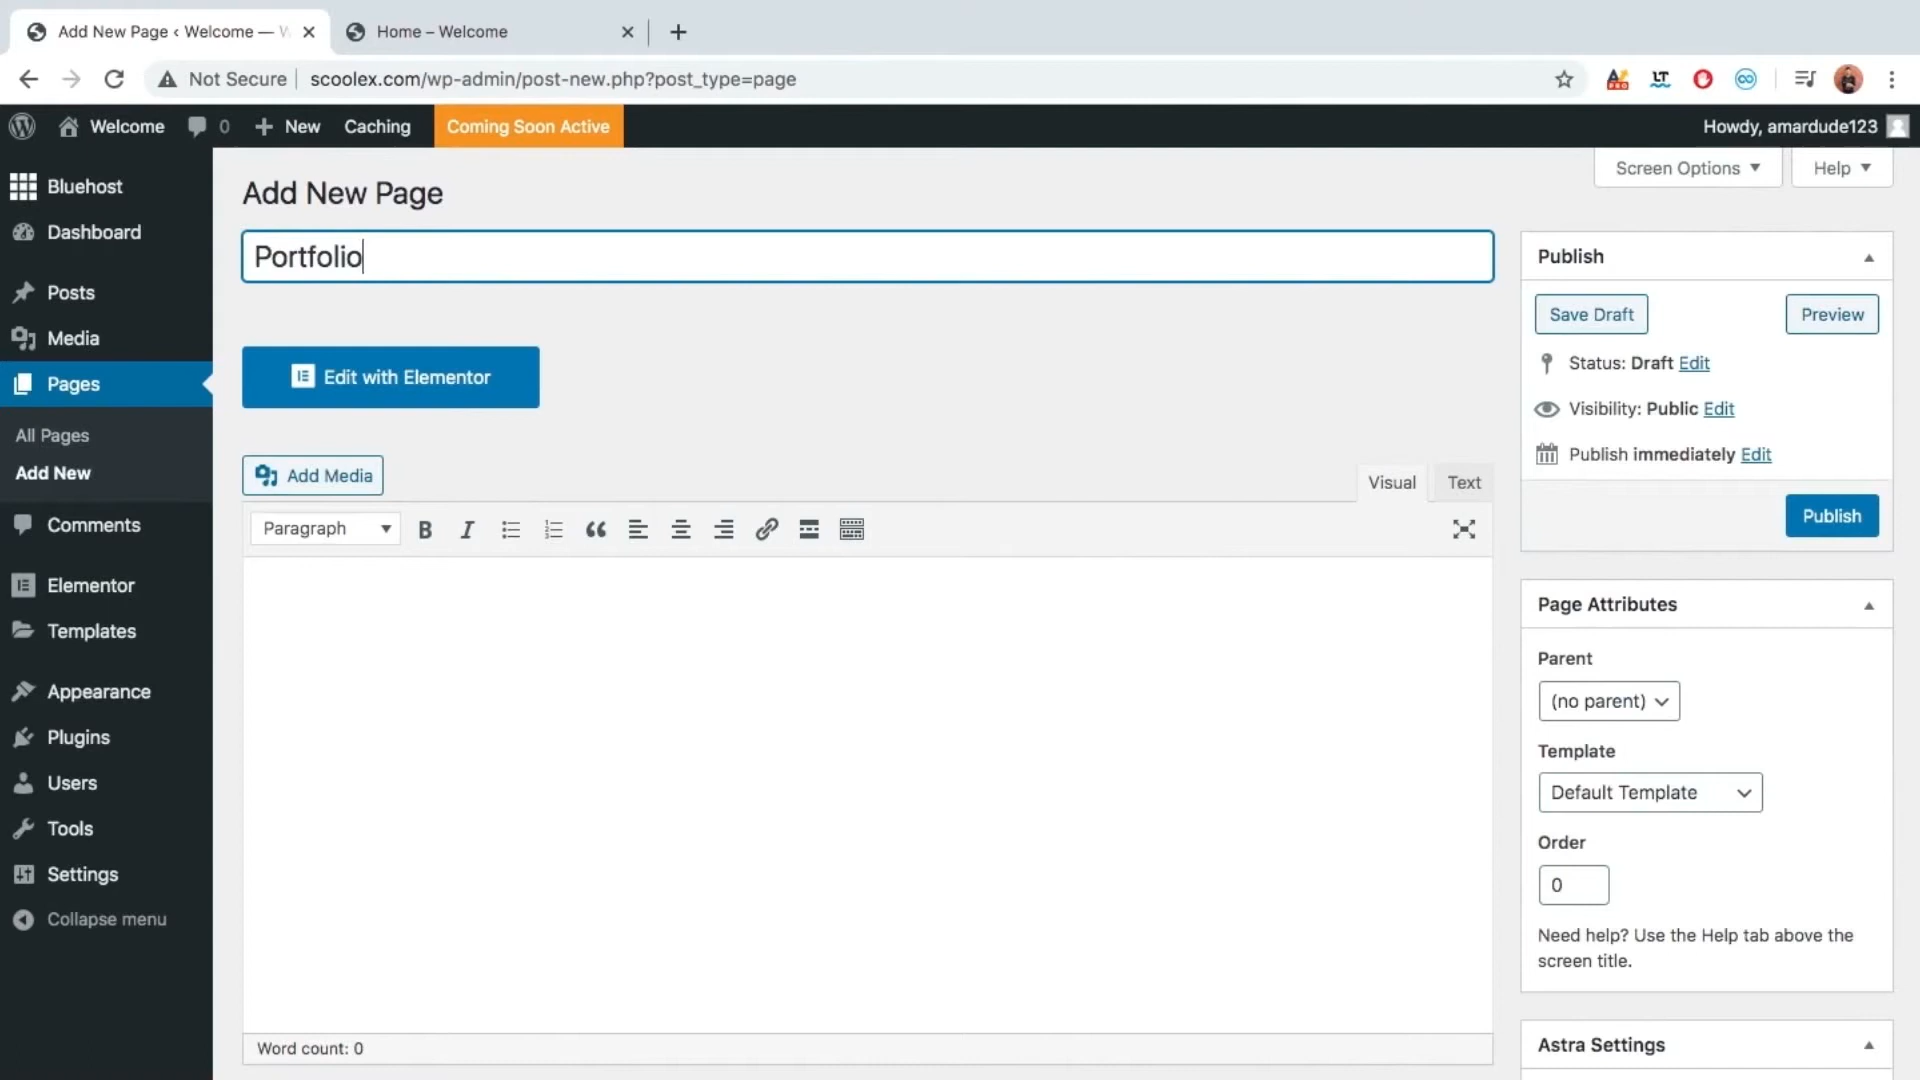 Add New Page ‹ Welcome —
Home – Welcome
Not Secure
scoolex.com/wp-admin/post-new.php?post_type=page
Welcome
0
New
Caching
Coming Soon Active
Howdy, amardude123
Bluehost
Dashboard
Posts
Media
Pages
All Pages
Add New
Comments
Elementor
Templates
Appearance
Plugins
Users
Tools
Settings
Collapse menu
Screen Options
Help
Add New Page
Portfolio
Edit with Elementor
Add Media
Visual
Text
Paragraph
Word count: 0
Publish
Save Draft
Preview
Status: Draft Edit
Visibility: Public Edit
Publish immediately Edit
Publish
Page Attributes
Parent
(no parent)
Template
Default Template
Order
0
Need help? Use the Help tab above the
screen title.
Astra Settings